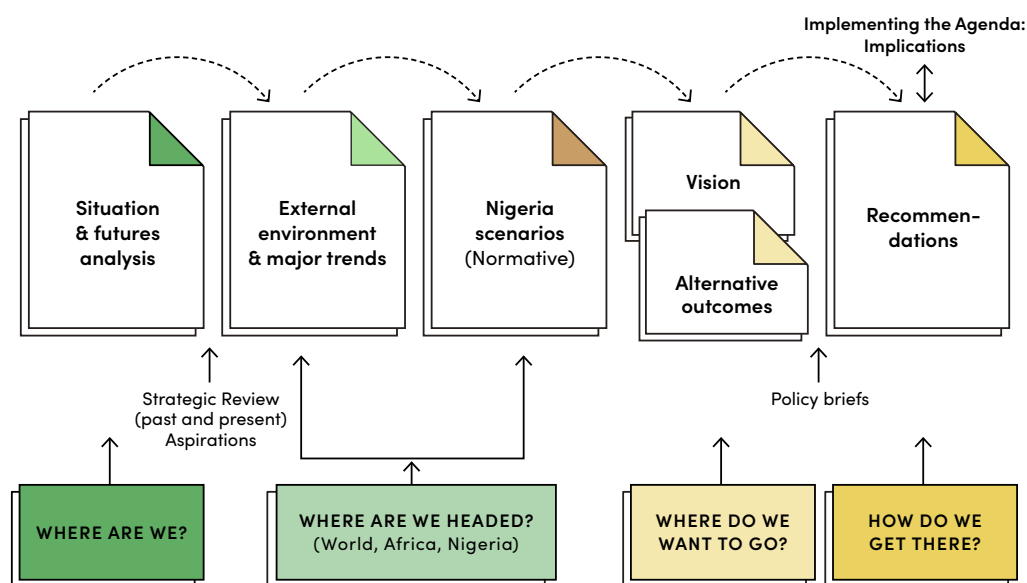 Implementing the Agenda:
Implications
Situation
& futures
analysis
External
environment
& major trends
Nigeria
scenarios
(Normative)
Vision
Alternative
outcomes
Recommen-
dations
Strategic Review
(past and present)
Aspirations
Policy briefs
WHERE ARE WE?
WHERE ARE WE HEADED?
(World, Africa, Nigeria)
WHERE DO WE
WANT TO GO?
HOW DO WE
GET THERE?